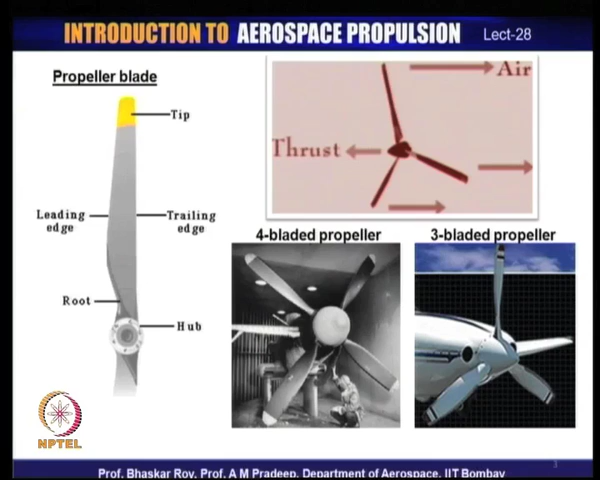 INTRODUCTION TO AEROSPACE PROPULSION Lect-28
Propeller blade
Tip
Leading edge
Trailing edge
Root
Hub
Air
Thrust
4-bladed propeller
3-bladed propeller
NPTEL
3
Prof. Bhaskar Roy, Prof. A M Pradeep, Department of Aerospace, IIT Bombay